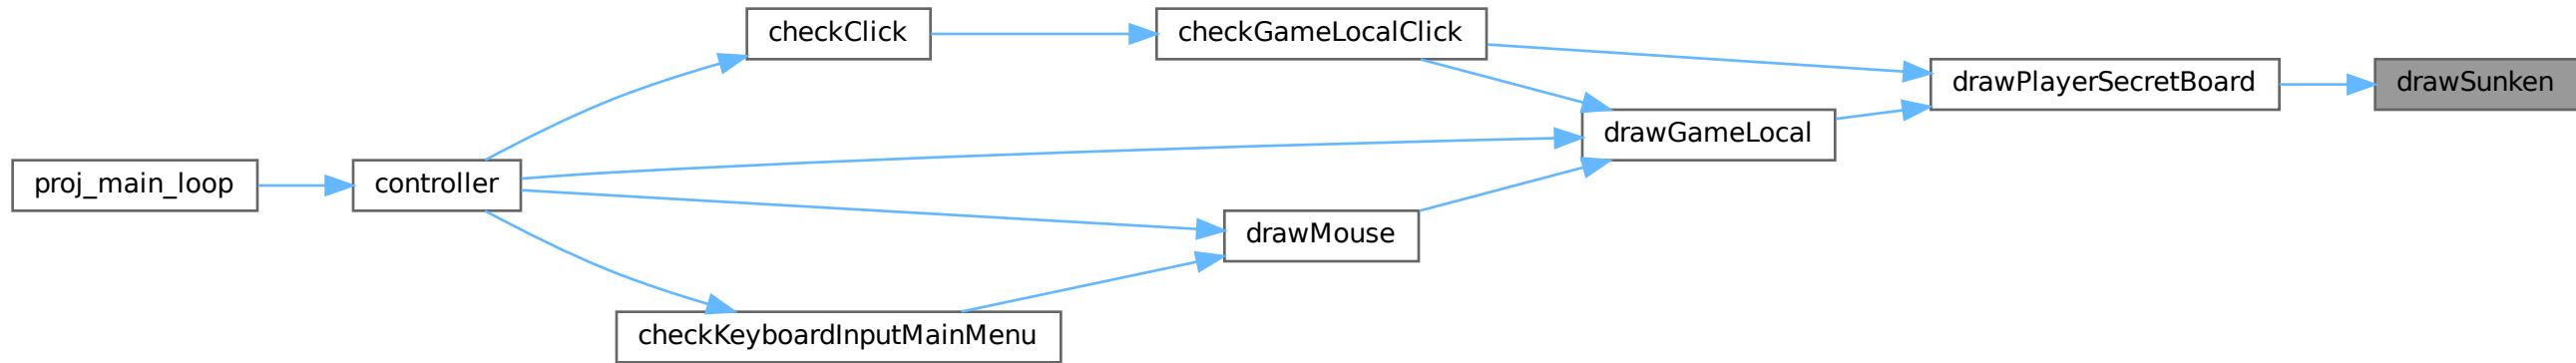 proj_main_loop
controller
checkClick
checkKeyboardInputMainMenu
checkGameLocalClick
drawMouse
drawGameLocal
drawPlayerSecretBoard
drawSunken